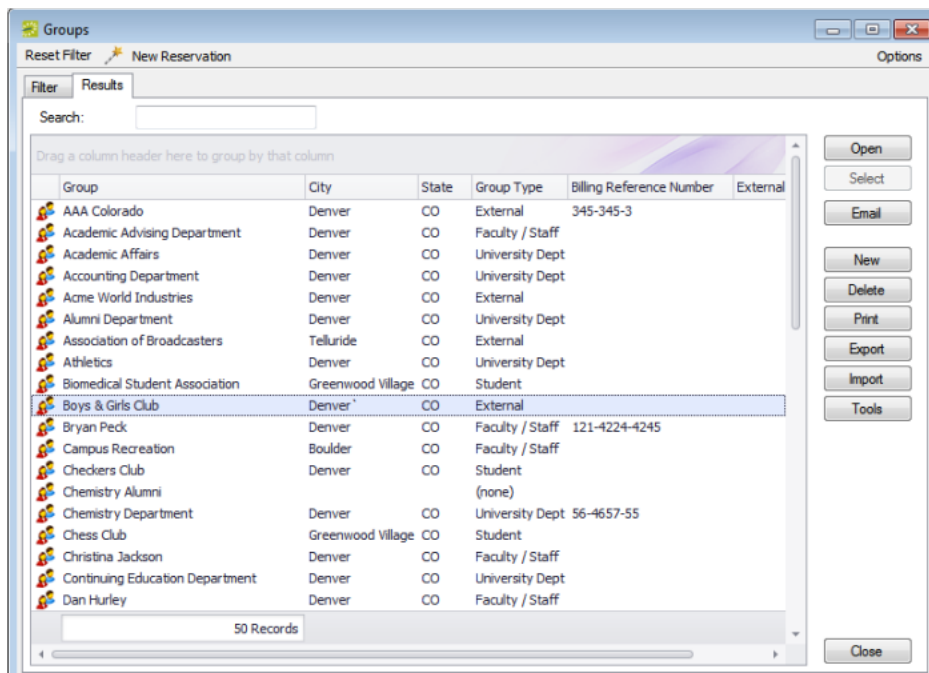 Groups
Reset Filter New Reservation Options
Filter Results
Search:
Drag a column header here to group by that column
Group City State Group Type Billing Reference Number External
AAA Colorado Denver CO External 345-345-3
Academic Advising Department Denver CO Faculty / Staff
Academic Affairs Denver CO University Dept
Accounting Department Denver CO University Dept
Acme World Industries Denver CO External
Alumni Department Denver CO University Dept
Association of Broadcasters Telluride CO External
Athletics Denver CO University Dept
Biomedical Student Association Greenwood Village CO Student
Boys & Girls Club Denver` CO External
Bryan Peck Denver CO Faculty / Staff 121-4224-4245
Campus Recreation Boulder CO Faculty / Staff
Checkers Club Denver CO Student
Chemistry Alumni (none)
Chemistry Department Denver CO University Dept 56-4657-55
Chess Club Greenwood Village CO Student
Christina Jackson Denver CO Faculty / Staff
Continuing Education Department Denver CO University Dept
Dan Hurley Denver CO Faculty / Staff
50 Records
Open
Select
Email
New
Delete
Print
Export
Import
Tools
Close